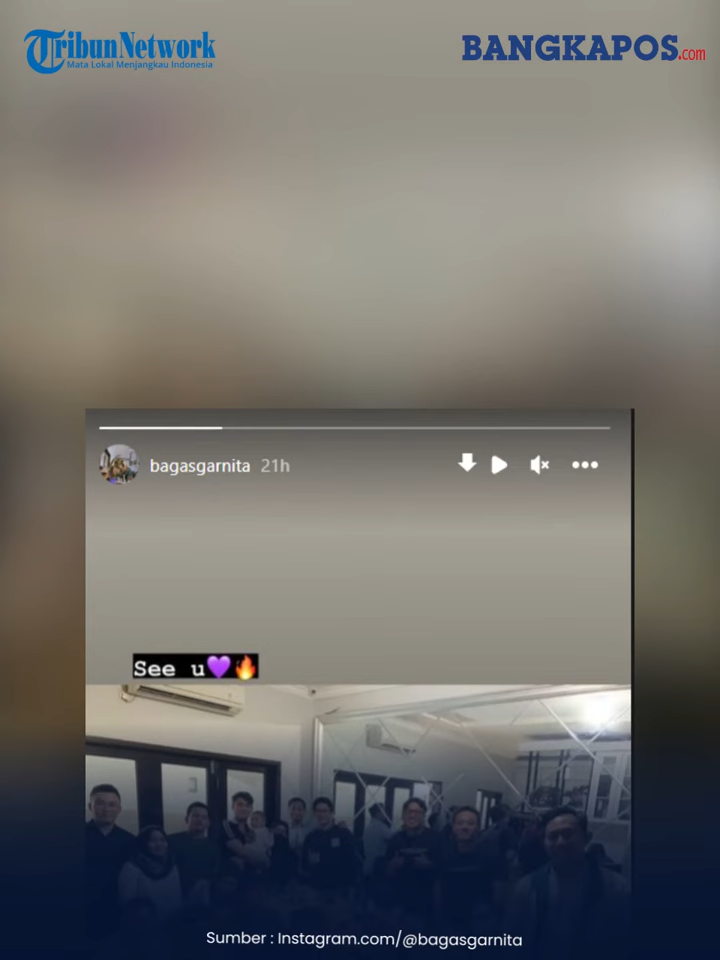 TribunNetwork
Mata Lokal Menjangkau Indonesia
BANGKAPOS.com
bagasgarnita 21h
See u💜🔥
Sumber : Instagram.com/@bagasgarnita